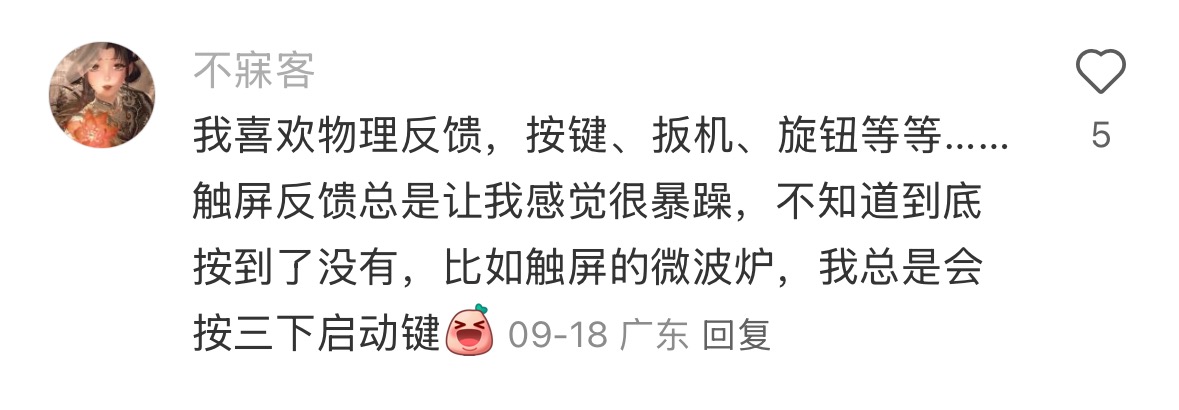 不寐客
我喜欢物理反馈，按键、扳机、旋钮等等……
5
触屏反馈总是让我感觉很暴躁，不知道到底
按到了没有，比如触屏的微波炉，我总是会
按三下启动键 09-18 广东 回复